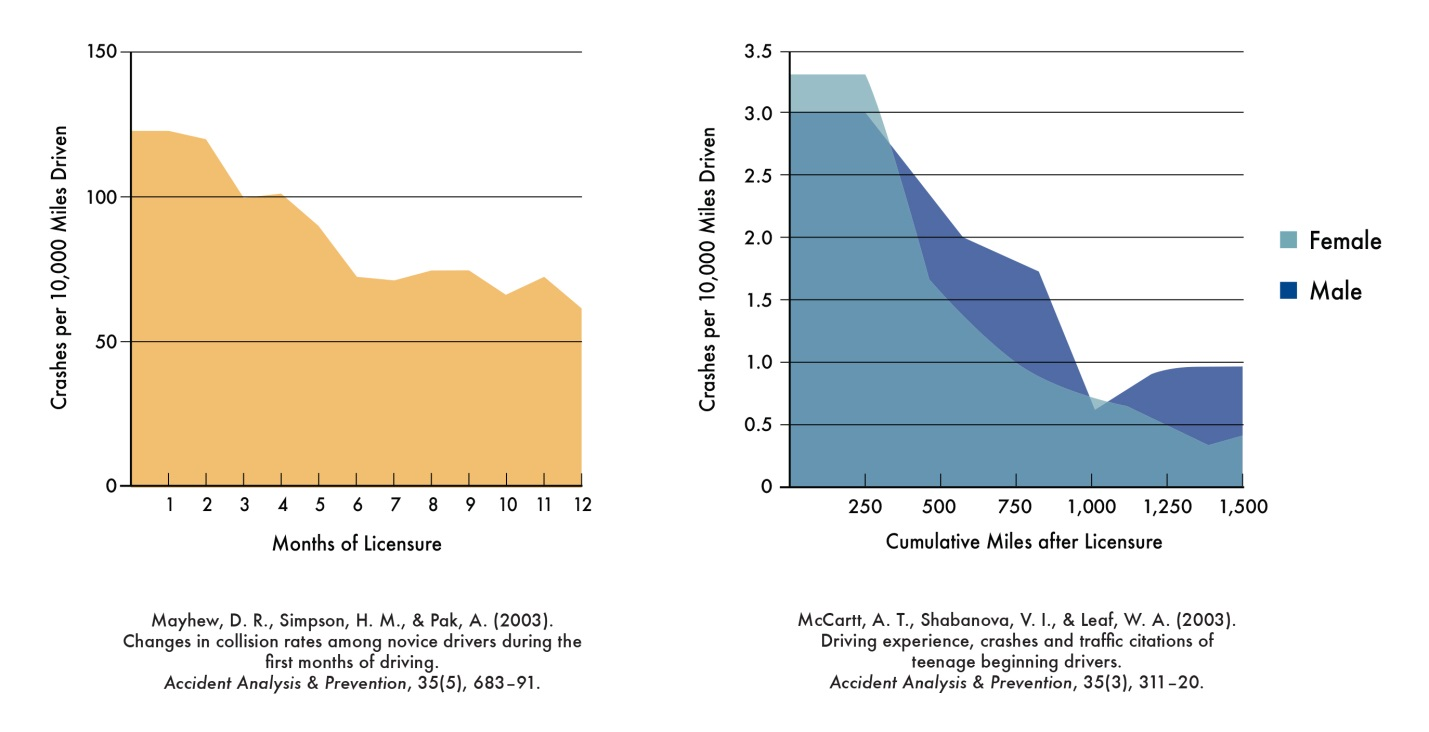 150
100
50
0
Crashes per 10,000 Miles Driven
1 2 3 4 5 6 7 8 9 10 11 12
Months of Licensure
Mayhew, D. R., Simpson, H. M., & Pak, A. (2003).
Changes in collision rates among novice drivers during the
first months of driving.
Accident Analysis & Prevention, 35(5), 683–91.
3.5
3.0
2.5
2.0
1.5
1.0
0.5
0
Crashes per 10,000 Miles Driven
250 500 750 1,000 1,250 1,500
Cumulative Miles after Licensure
Female
Male
McCartt, A. T., Shabanova, V. I., & Leaf, W. A. (2003).
Driving experience, crashes and traffic citations of
teenage beginning drivers.
Accident Analysis & Prevention, 35(3), 311–20.